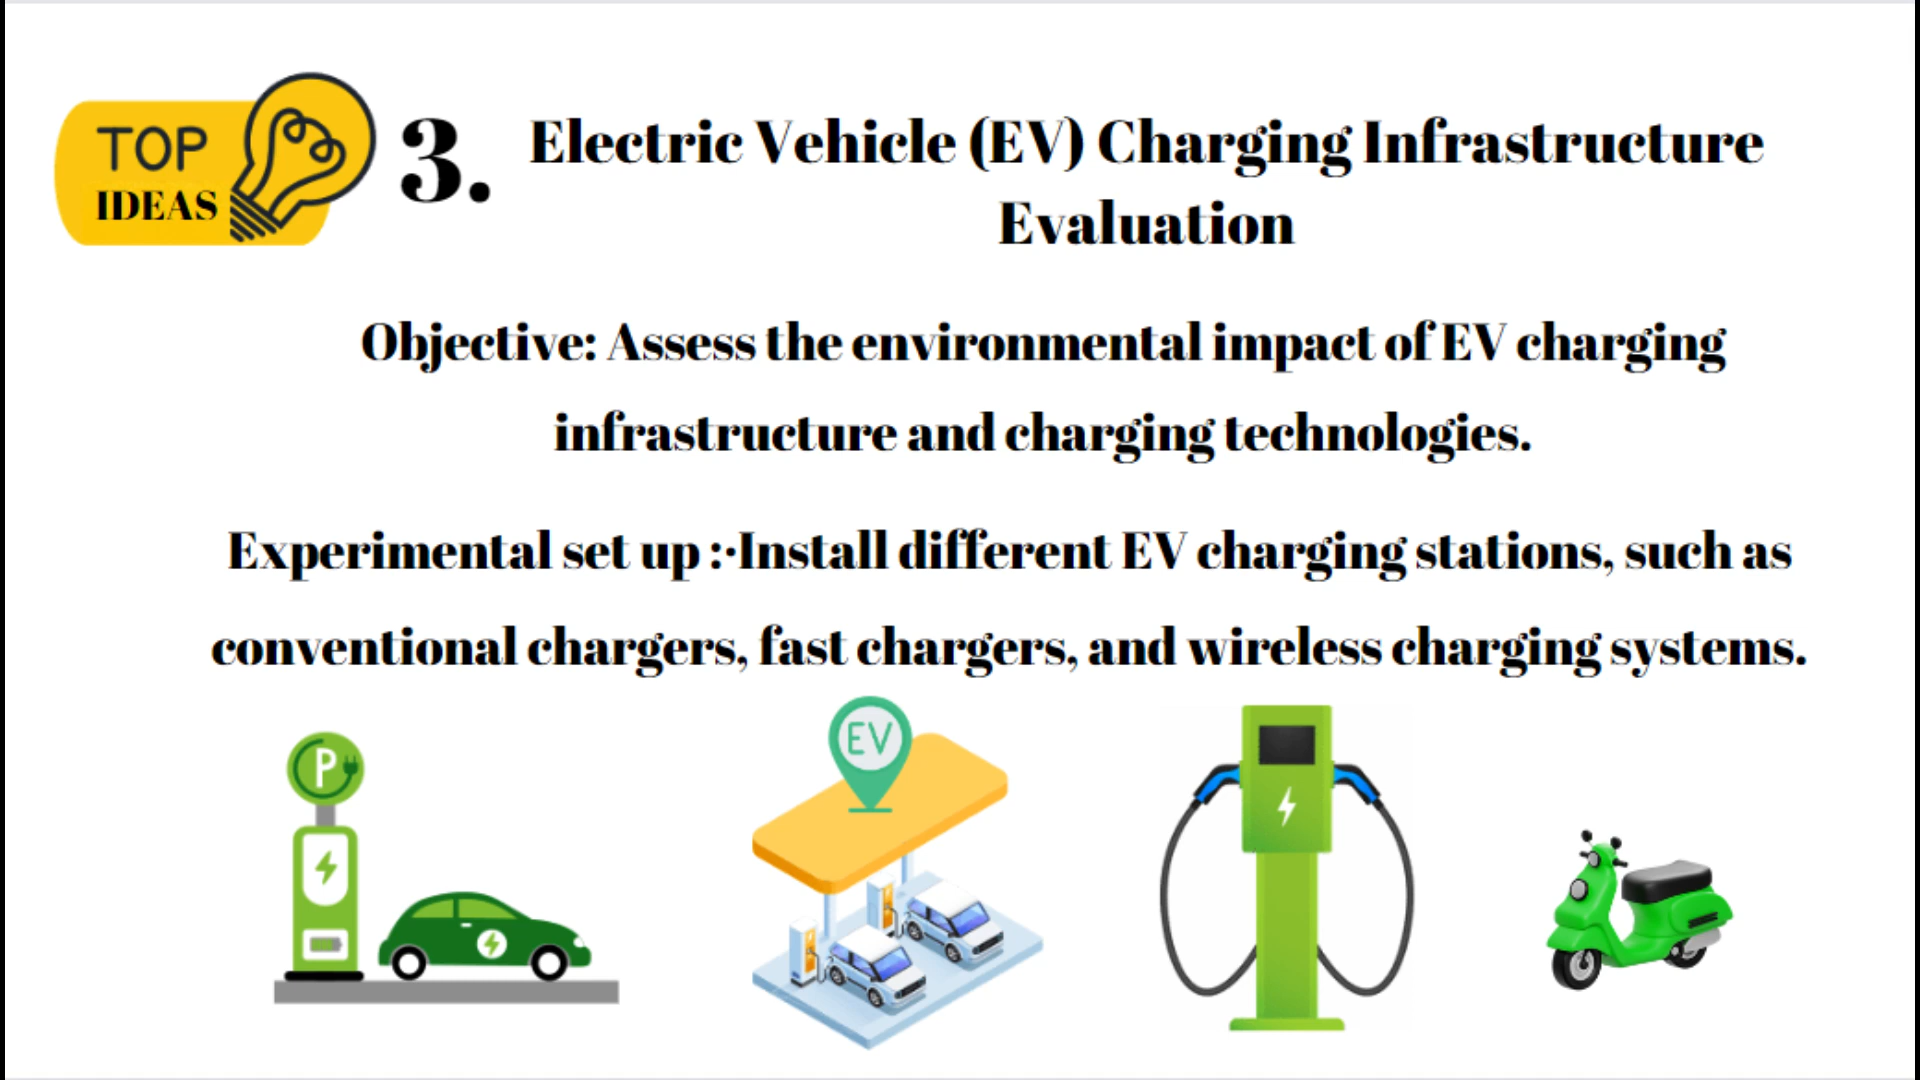 TOP
IDEAS
3.
Electric Vehicle (EV) Charging Infrastructure
Evaluation
Objective: Assess the environmental impact of EV charging
infrastructure and charging technologies.
Experimental set up :·Install different EV charging stations, such as
conventional chargers, fast chargers, and wireless charging systems.
P
EV